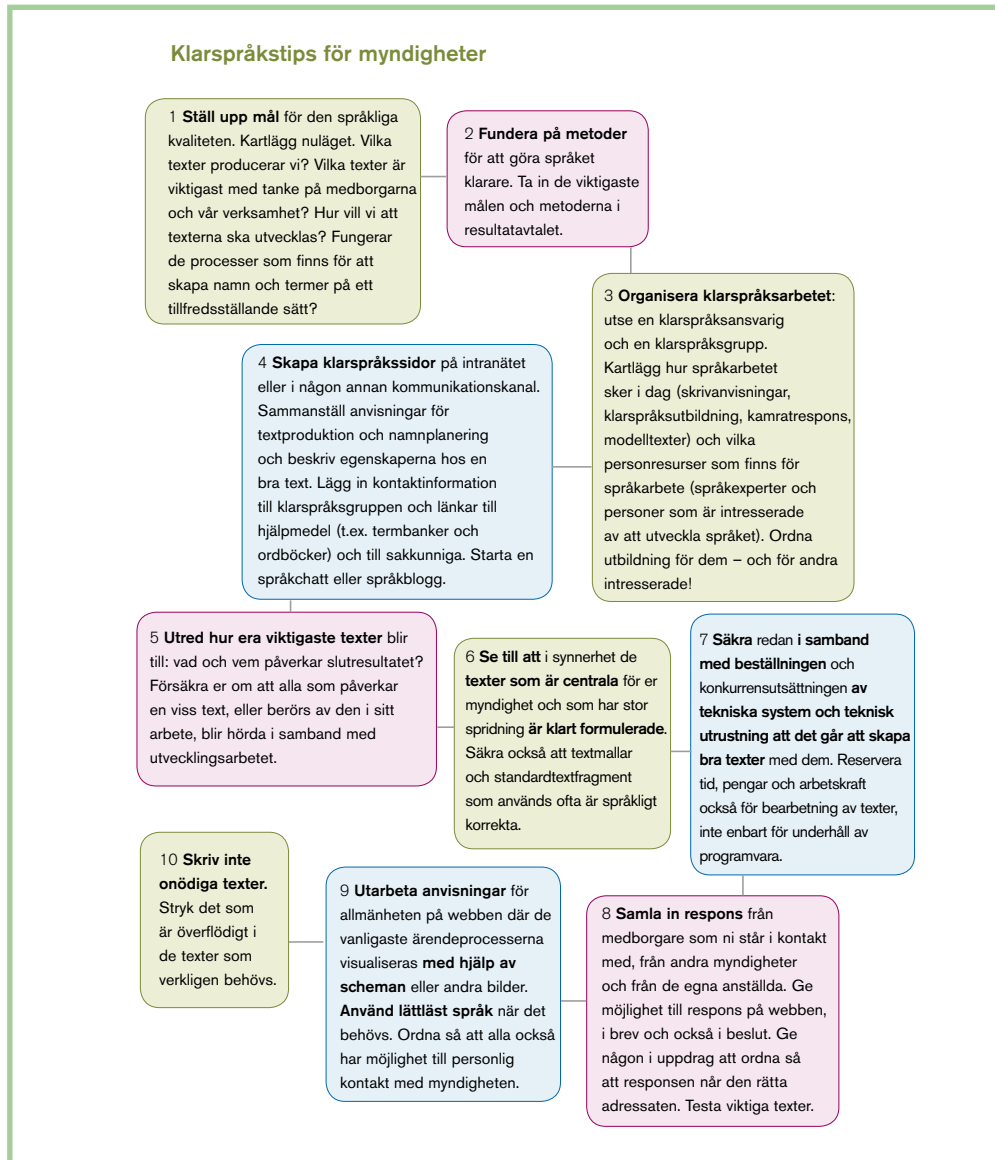 Klarspråkstips för myndigheter
1 Ställ upp mål för den språkliga
kvaliteten. Kartlägg nuläget. Vilka
texter producerar vi? Vilka texter är
viktigast med tanke på medborgarna
och vår verksamhet? Hur vill vi att
texterna ska utvecklas? Fungerar
de processer som finns för att
skapa namn och termer på ett
tillfredsställande sätt?
2 Fundera på metoder
för att göra språket
klarare. Ta in de viktigaste
målen och metoderna i
resultatavtalet.
3 Organisera klarspråksarbetet:
utse en klarspråksansvarig
och en klarspråksgrupp.
Kartlägg hur språkarbetet
sker i dag (skrivanvisningar,
klarspråksutbildning, kamratrespons,
modelltexter) och vilka
personresurser som finns för
språkarbete (språkexperter och
personer som är intresserade
av att utveckla språket). Ordna
utbildning för dem – och för andra
intresserade!
4 Skapa klarspråkssidor på intranätet
eller i någon annan kommunikationskanal.
Sammanställ anvisningar för
textproduktion och namnplanering
och beskriv egenskaperna hos en
bra text. Lägg in kontaktinformation
till klarspråksgruppen och länkar till
hjälpmedel (t.ex. termbanker och
ordböcker) och till sakkunniga. Starta en
språkchatt eller språkblogg.
5 Utred hur era viktigaste texter blir
till: vad och vem påverkar slutresultatet?
Försäkra er om att alla som påverkar
en viss text, eller berörs av den i sitt
arbete, blir hörda i samband med
utvecklingsarbetet.
6 Se till att i synnerhet de
texter som är centrala för er
myndighet och som har stor
spridning är klart formulerade.
Säkra också att textmallar
och standardtextfragment
som används ofta är språkligt
korrekta.
7 Säkra redan i samband
med beställningen och
konkurrensutsättningen av
tekniska system och teknisk
utrustning att det går att skapa
bra texter med dem. Reservera
tid, pengar och arbetskraft
också för bearbetning av texter,
inte enbart för underhåll av
programvara.
8 Samla in respons från
medborgare som ni står i kontakt
med, från andra myndigheter
och från de egna anställda. Ge
möjlighet till respons på webben,
i brev och också i beslut. Ge
någon i uppdrag att ordna så
att responsen når den rätta
adressaten. Testa viktiga texter.
9 Utarbeta anvisningar för
allmänheten på webben där de
vanligaste ärendeprocesserna
visualiseras med hjälp av
scheman eller andra bilder.
Använd lättläst språk när det
behövs. Ordna så att alla också
har möjlighet till personlig
kontakt med myndigheten.
10 Skriv inte
onödiga texter.
Stryk det som
är överflödigt i
de texter som
verkligen behövs.